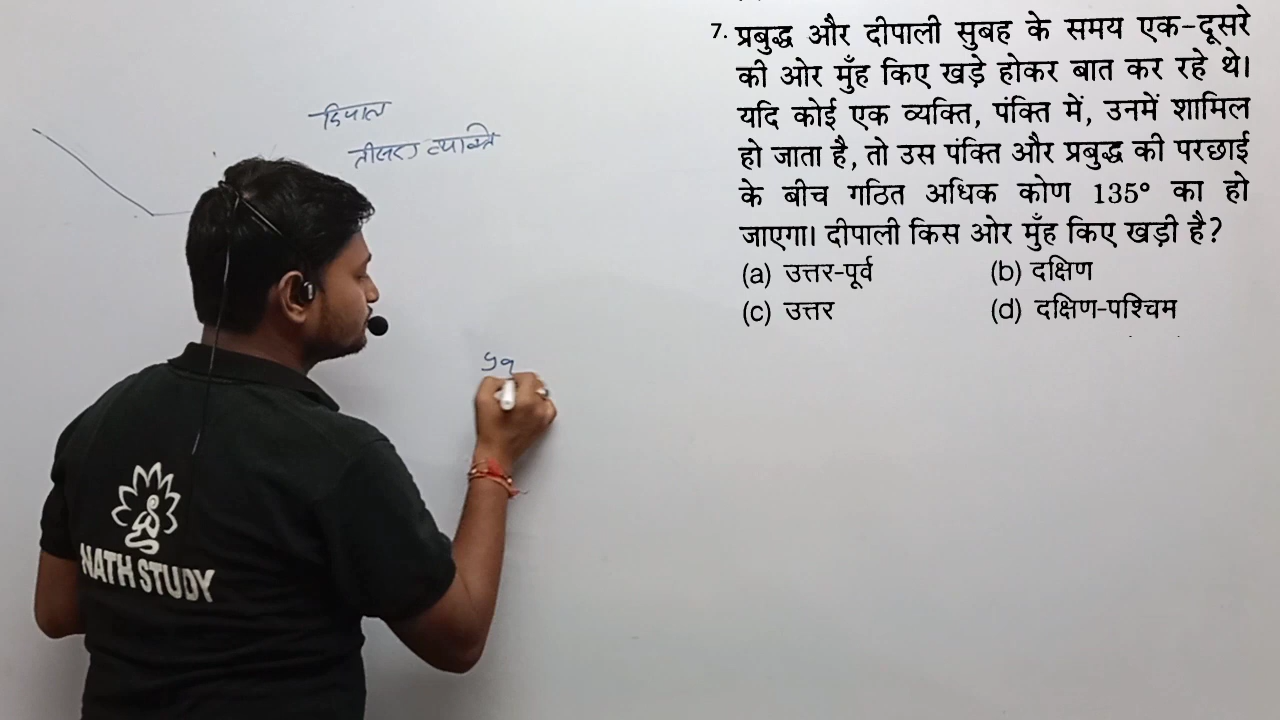 7. प्रबुद्ध और दीपाली सुबह के समय एक-दूसरे
की ओर मुँह किए खड़े होकर बात कर रहे थे।
यदि कोई एक व्यक्ति, पंक्ति में, उनमें शामिल
हो जाता है, तो उस पंक्ति और प्रबुद्ध की परछाई
के बीच गठित अधिक कोण 135° का हो
जाएगा। दीपाली किस ओर मुँह किए खड़ी है?
(a) उत्तर-पूर्व (b) दक्षिण
(c) उत्तर (d) दक्षिण-पश्चिम
तीसरा व्यक्ति
NATH STUDY